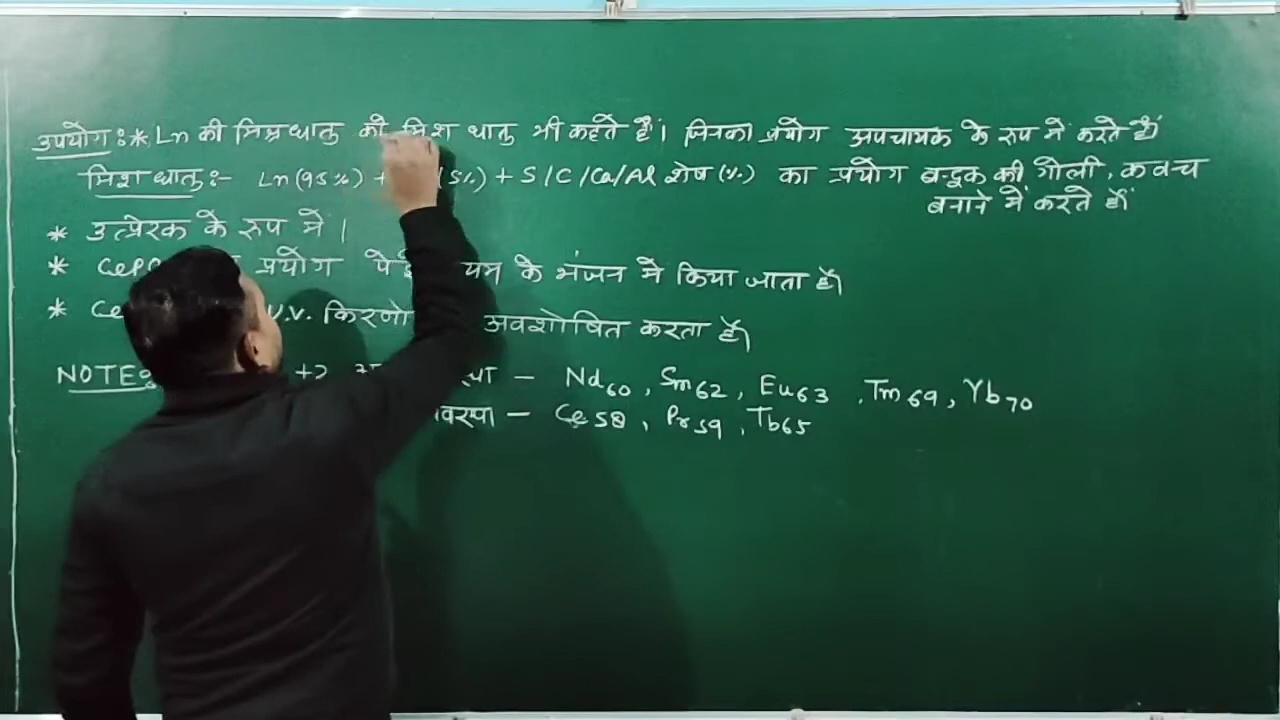 उपयोग :* Ln की मिश्रधातु को मिश धातु भी कहते हैं। जिनका प्रयोग अपचायक के रूप में करते हैं
मिश धातु :- Ln (95%) + (5%) + S/C/Ca/Al शेष (%) का प्रयोग बन्दूक की गोली, कवच
बनाने में करते हैं
* उत्प्रेरक के रूप में।
* प्रयोग के भंजन में किया जाता है।
* U.V. किरणो अवशोषित करता है।
NOTE: +2 - Nd60, Sm62, Eu63, Tm69, Yb70
- Ce58, Pr59, Tb65